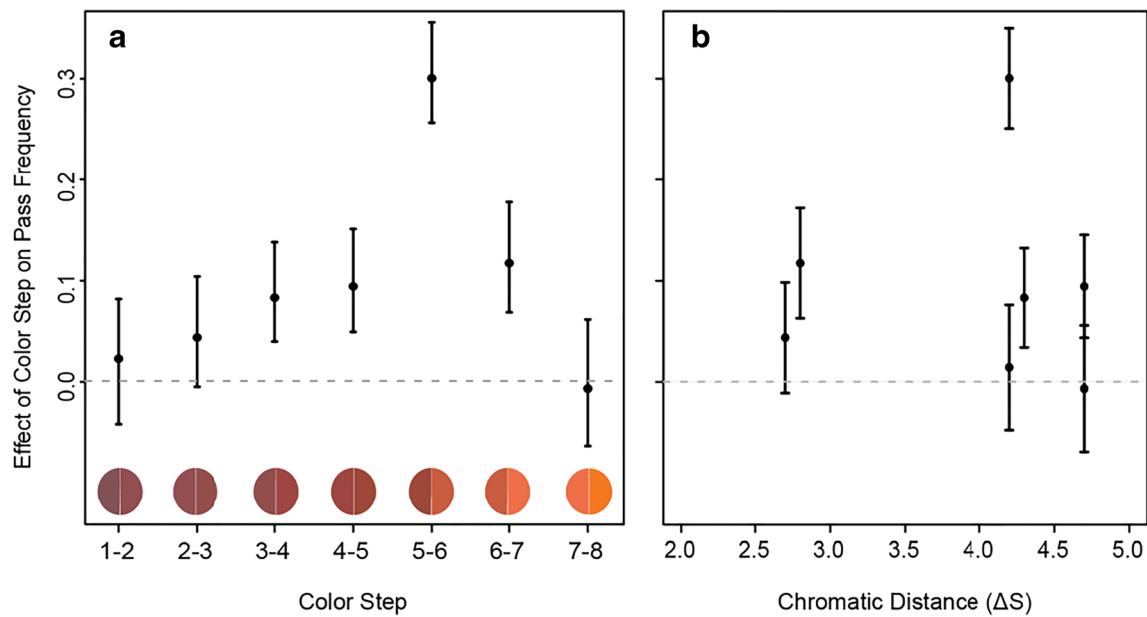 a
b
Effect of Color Step on Pass Frequency
0.3
0.2
0.1
0.0
1-2 2-3 3-4 4-5 5-6 6-7 7-8
2.0 2.5 3.0 3.5 4.0 4.5 5.0
Color Step
Chromatic Distance (ΔS)